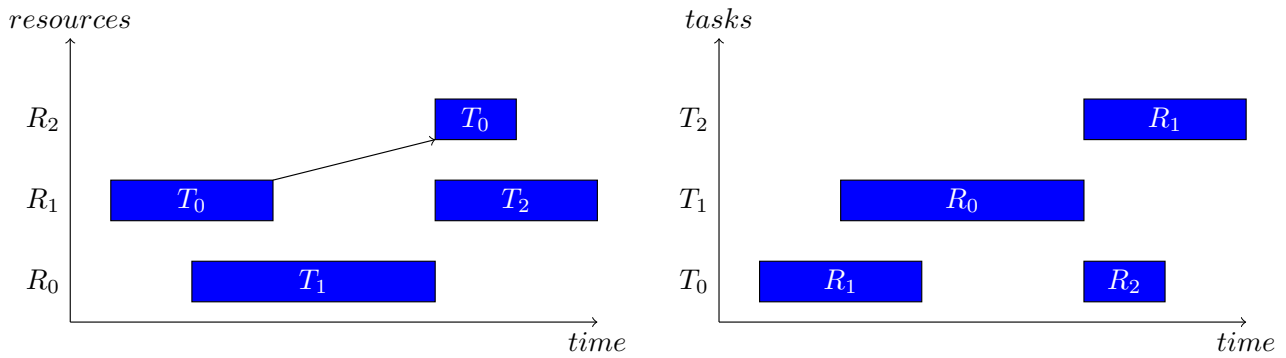 resources
R₂
T₀
R₁
T₀
T₂
R₀
T₁
time
tasks
T₂
R₁
T₁
R₀
T₀
R₁
R₂
time